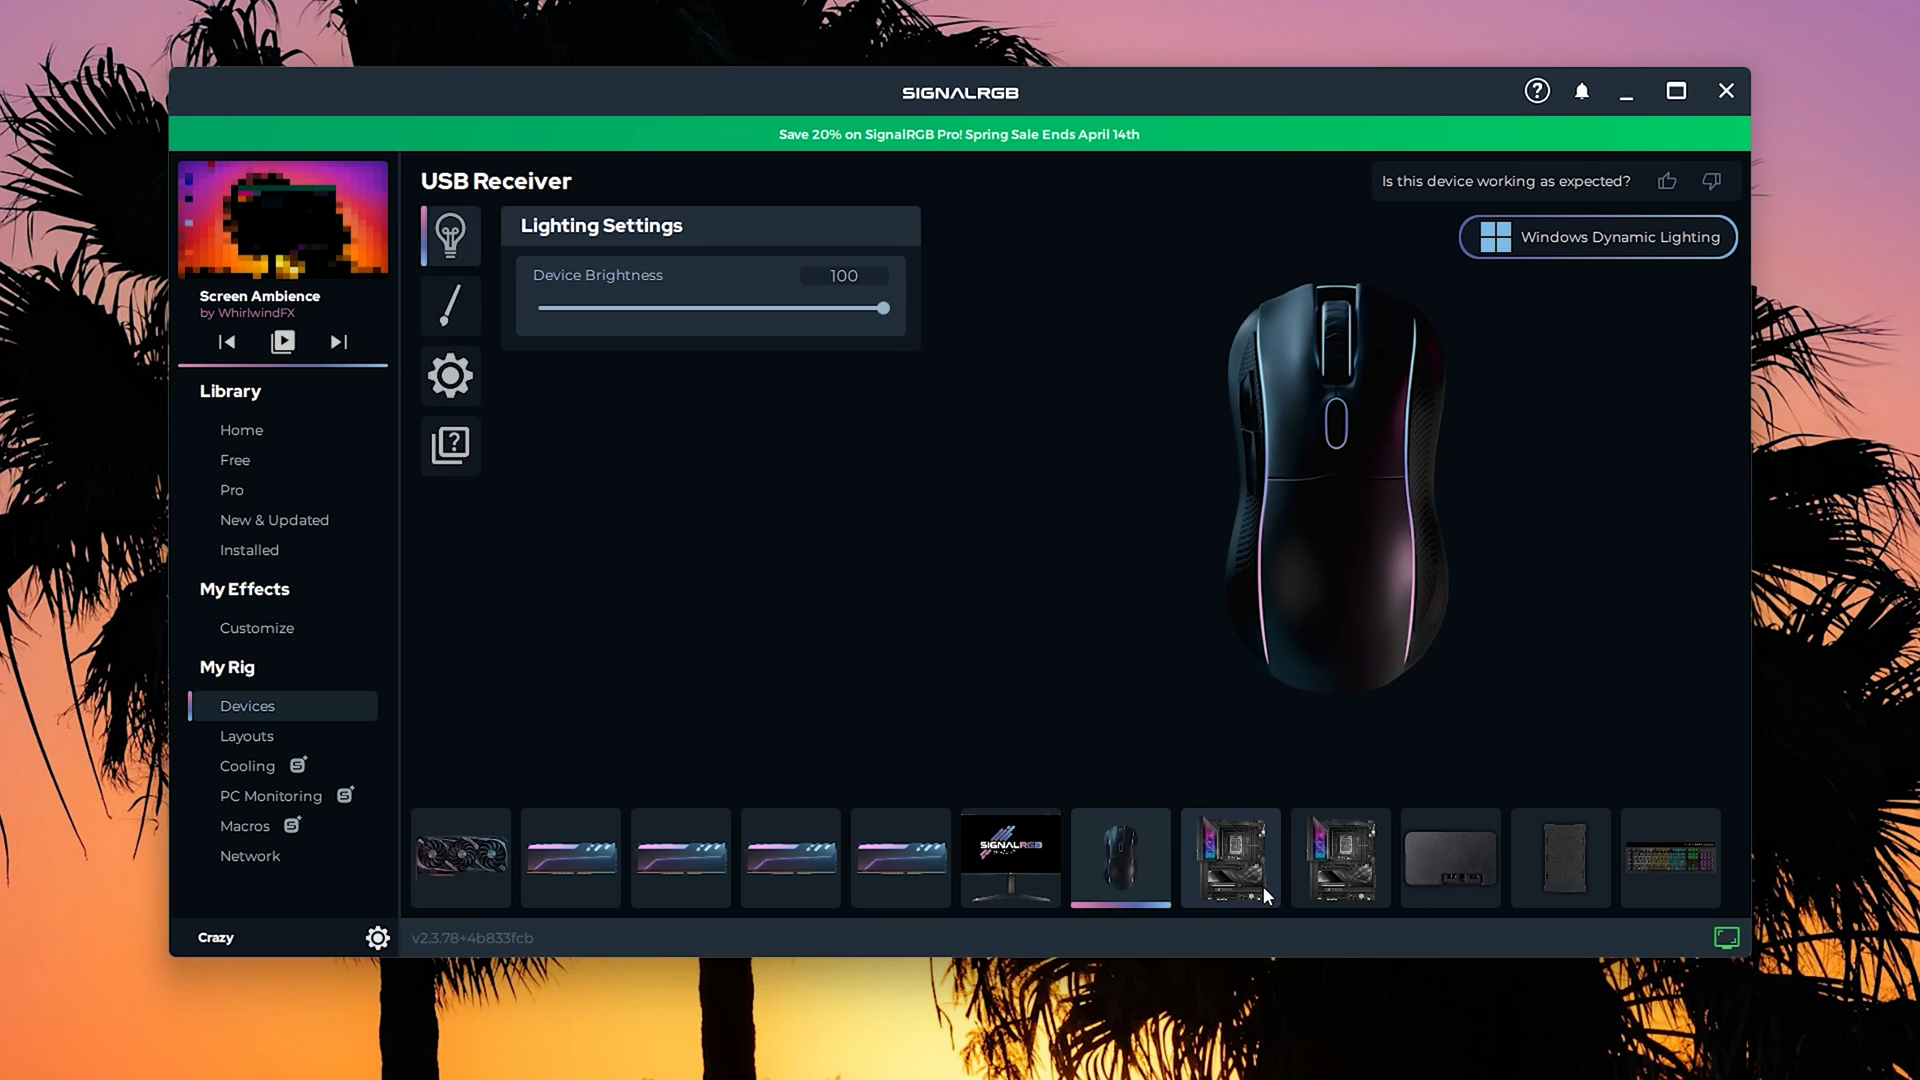 SIGNALRGB
Save 20% on SignalRGB Pro! Spring Sale Ends April 14th
Screen Ambience
by WhirlwindFX
Library
Home
Free
Pro
New & Updated
Installed
My Effects
Customize
My Rig
Devices
Layouts
Cooling
PC Monitoring
Macros
Network
Crazy
USB Receiver
Is this device working as expected?
Windows Dynamic Lighting
Lighting Settings
Device Brightness
100
SIGNALRGB
v2.3.78+4b833fcb